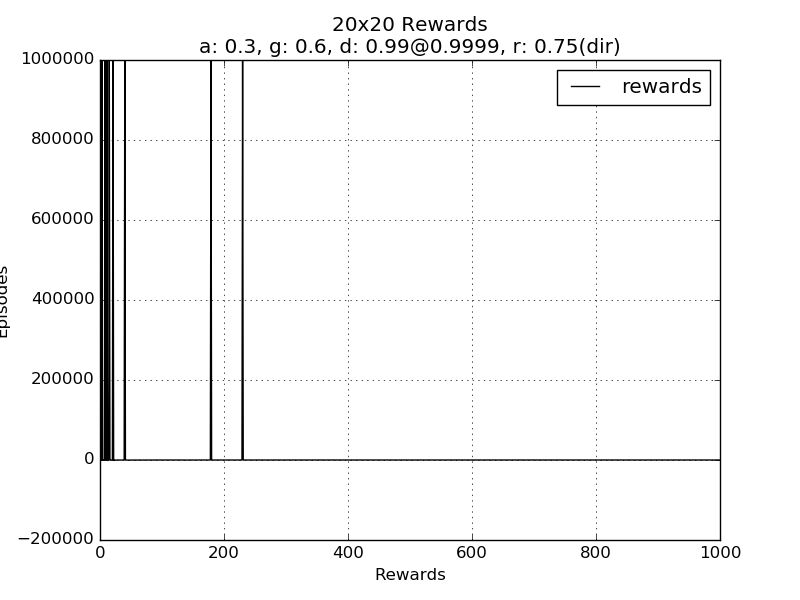 20x20 Rewards
a: 0.3, g: 0.6, d: 0.99@0.9999, r: 0.75(dir)
1000000
rewards
800000
600000
400000
Episodes
200000
0
−200000
0 200 400 600 800 1000
Rewards